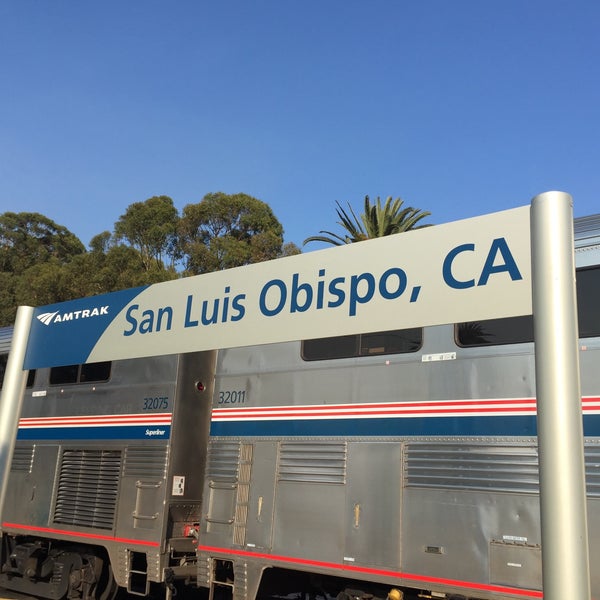 AMTRAK
San Luis Obispo, CA
32075
32011
Superliner